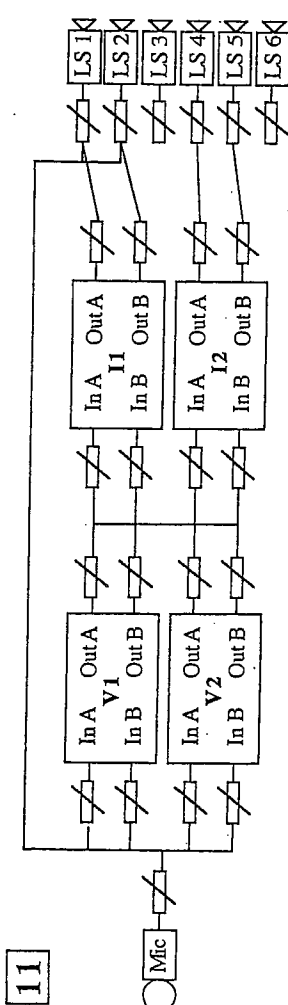 11
Mic
In A Out A
V1
In B Out B
In A Out A
V2
In B Out B
In A Out A
I1
In B Out B
In A Out A
I2
In B Out B
LS 1
LS 2
LS 3
LS 4
LS 5
LS 6